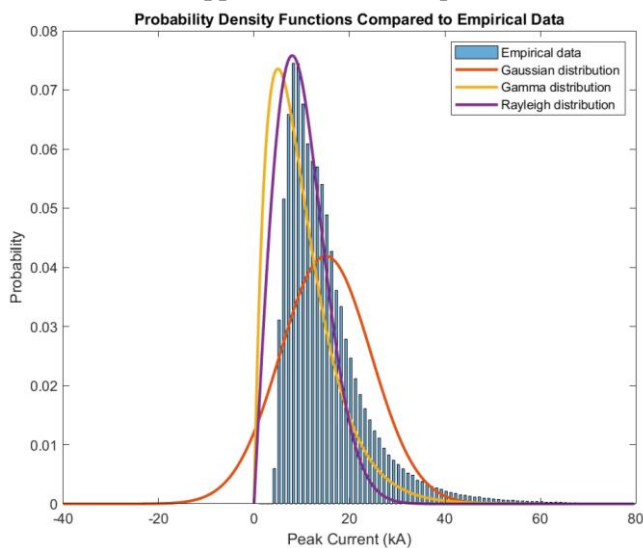 Probability Density Functions Compared to Empirical Data
Empirical data
Gaussian distribution
Gamma distribution
Rayleigh distribution
0.08
0.07
0.06
0.05
0.04
0.03
0.02
0.01
0
Probability
-40
-20
0
20
40
60
80
Peak Current (kA)